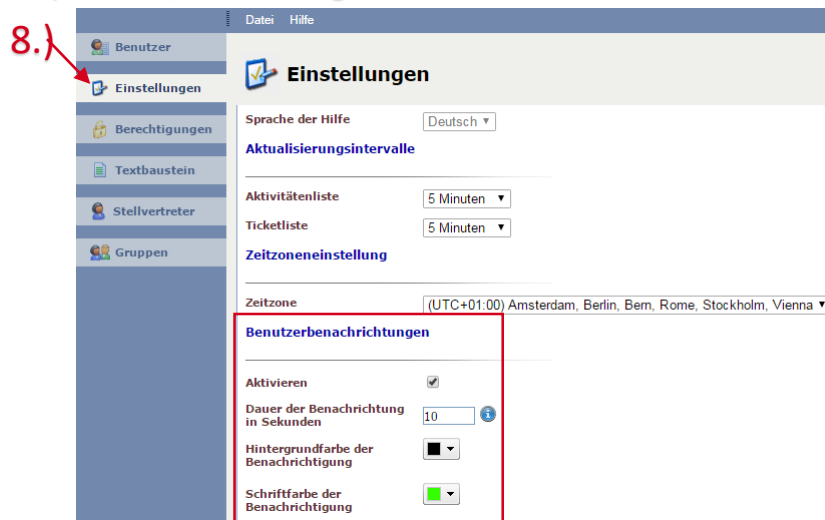 Datei Hilfe
8.)
Benutzer
Einstellungen
Berechtigungen
Textbaustein
Stellvertreter
Gruppen
Einstellungen
Sprache der Hilfe Deutsch
Aktualisierungsintervalle
Aktivitätenliste 5 Minuten
Ticketliste 5 Minuten
Zeitzoneneinstellung
Zeitzone (UTC+01:00) Amsterdam, Berlin, Bern, Rome, Stockholm, Vienna
Benutzerbenachrichtungen
Aktivieren
Dauer der Benachrichtung
in Sekunden 10
Hintergrundfarbe der
Benachrichtigung
Schriftfarbe der
Benachrichtigung